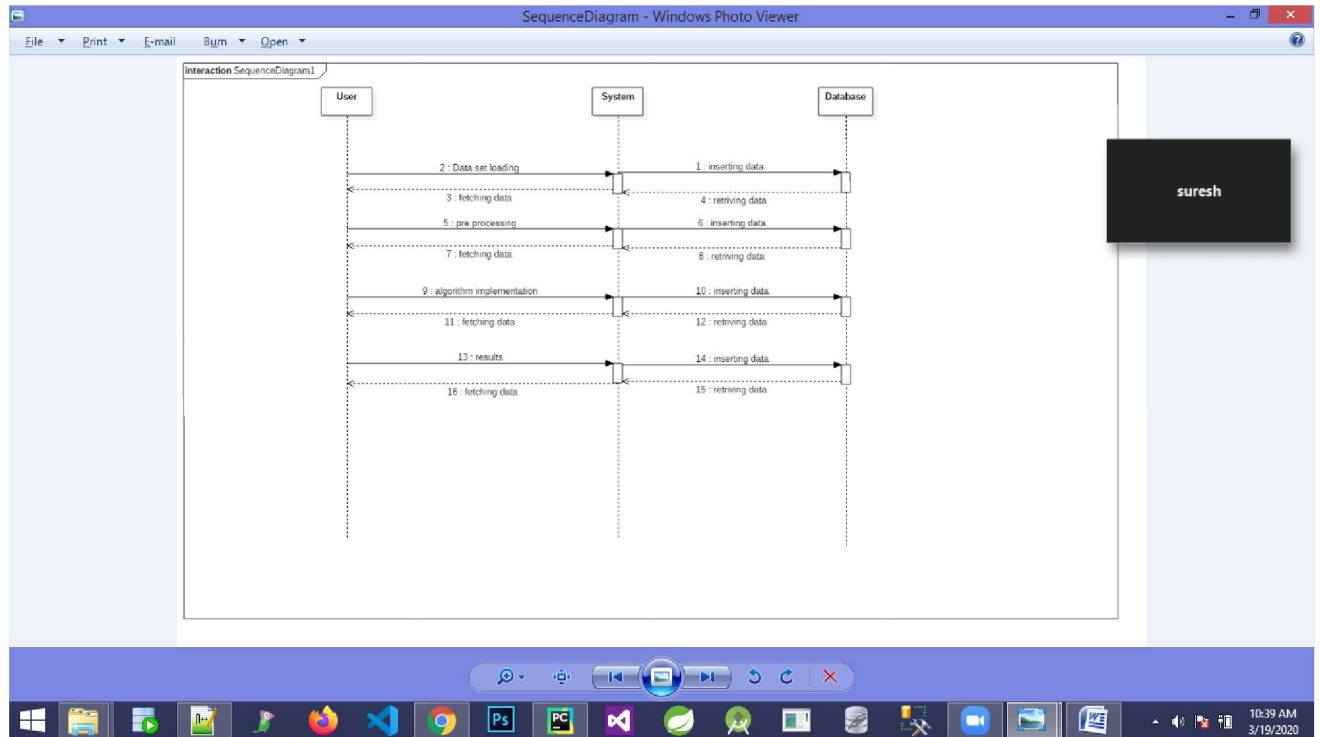 SequenceDiagram - Windows Photo Viewer
File Print E-mail Burn Open
interaction SequenceDiagram1
User System Database
2 : Data set loading 1 : inserting data
3 : fetching data 4 : retriving data
5 : pre processing 6 : inserting data
7 : fetching data 8 : retriving data
9 : algorithm implementation 10 : inserting data
11 : fetching data 12 : retriving data
13 : results 14 : inserting data
16 : fetching data 15 : retriving data
suresh
Ps PC
10:39 AM
3/19/2020